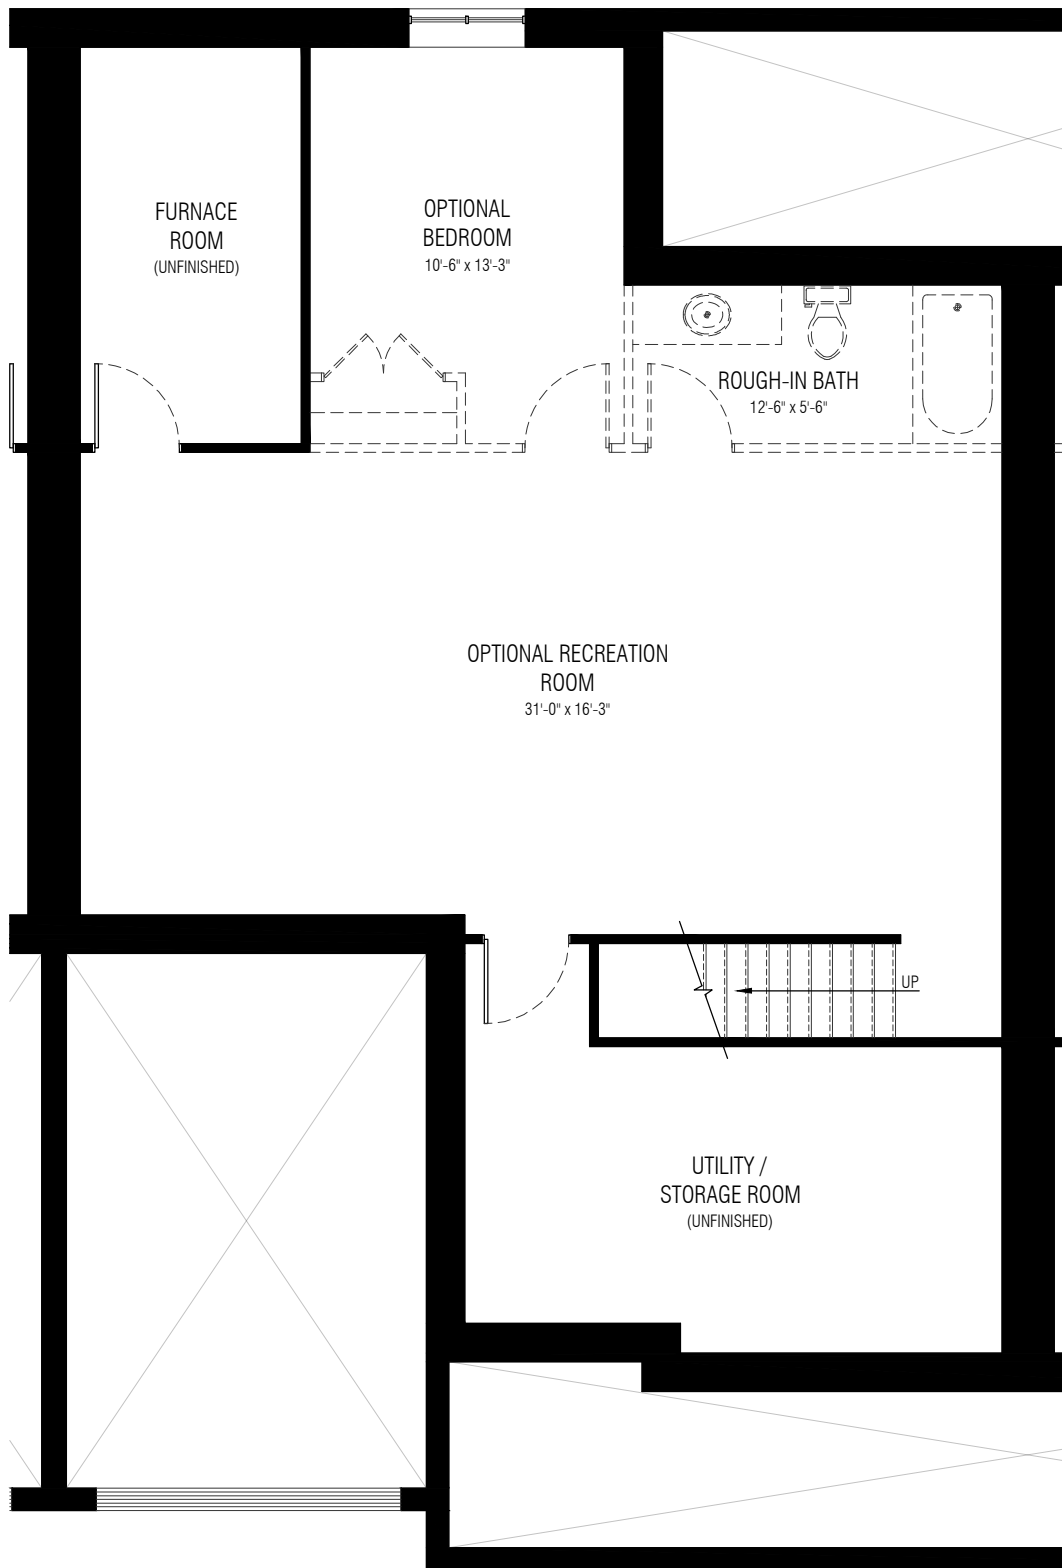 FURNACE
ROOM
(UNFINISHED)
OPTIONAL
BEDROOM
10'-6" x 13'-3"
ROUGH-IN BATH
12'-6" x 5'-6"
OPTIONAL RECREATION
ROOM
31'-0" x 16'-3"
UP
UTILITY /
STORAGE ROOM
(UNFINISHED)